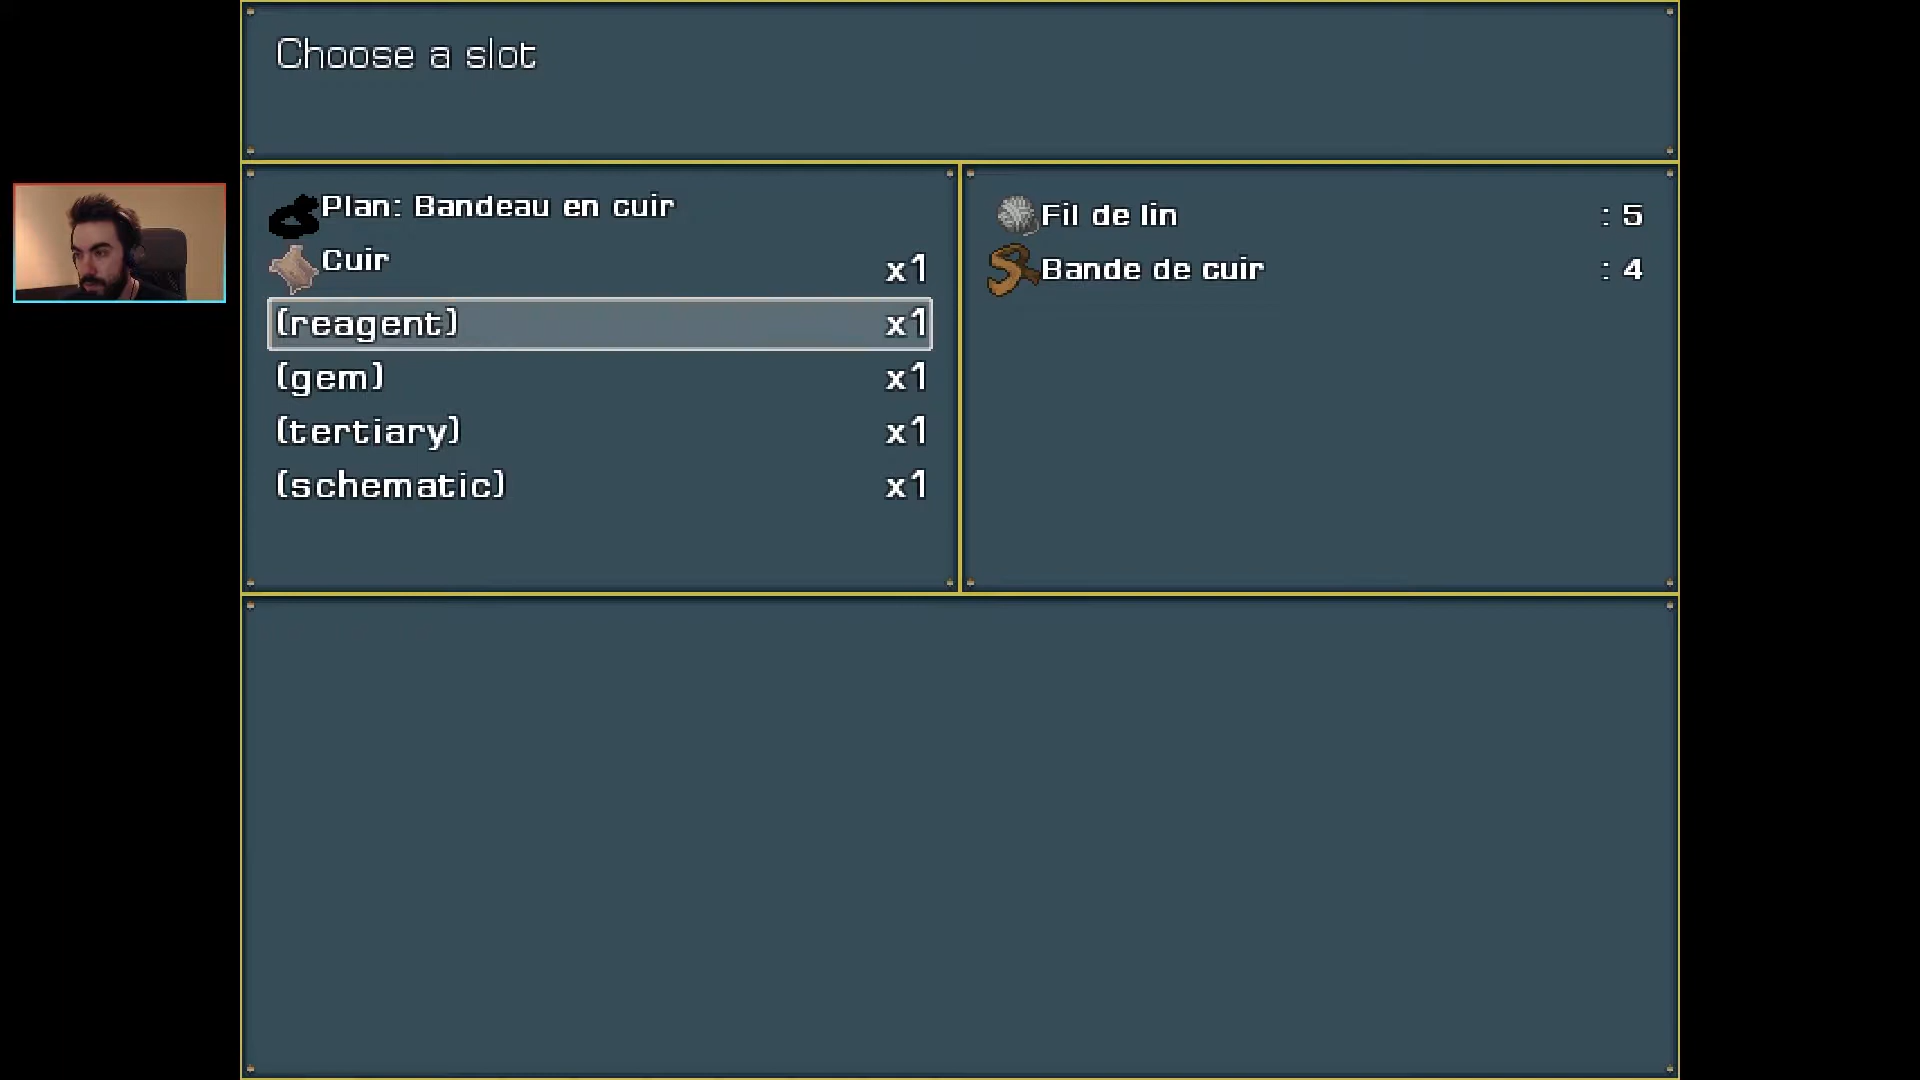 Choose a slot
Plan: Bandeau en cuir
Cuir x1
(reagent) x1
(gem) x1
(tertiary) x1
(schematic) x1
Fil de lin : 5
Bande de cuir : 4